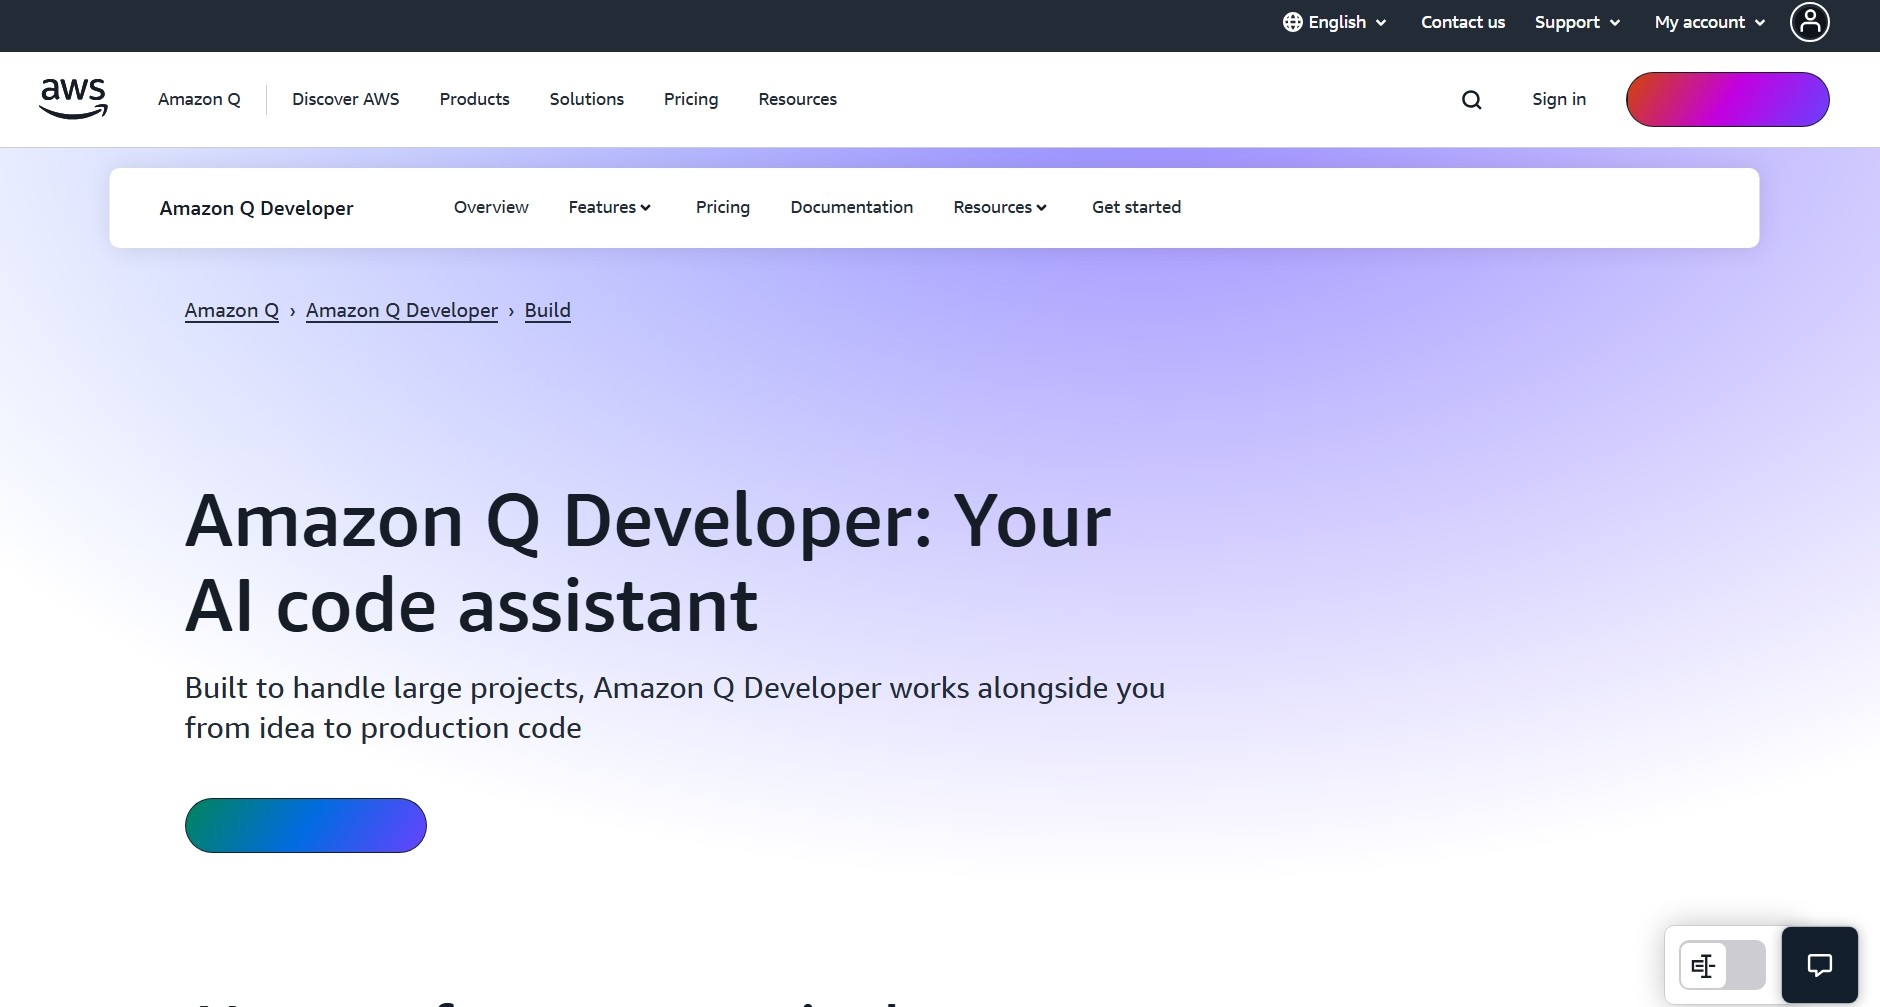 English
Contact us
Support
My account
aws
Amazon Q
Discover AWS
Products
Solutions
Pricing
Resources
Sign in
Amazon Q Developer
Overview
Features
Pricing
Documentation
Resources
Get started
Amazon Q › Amazon Q Developer › Build
Amazon Q Developer: Your
AI code assistant
Built to handle large projects, Amazon Q Developer works alongside you
from idea to production code